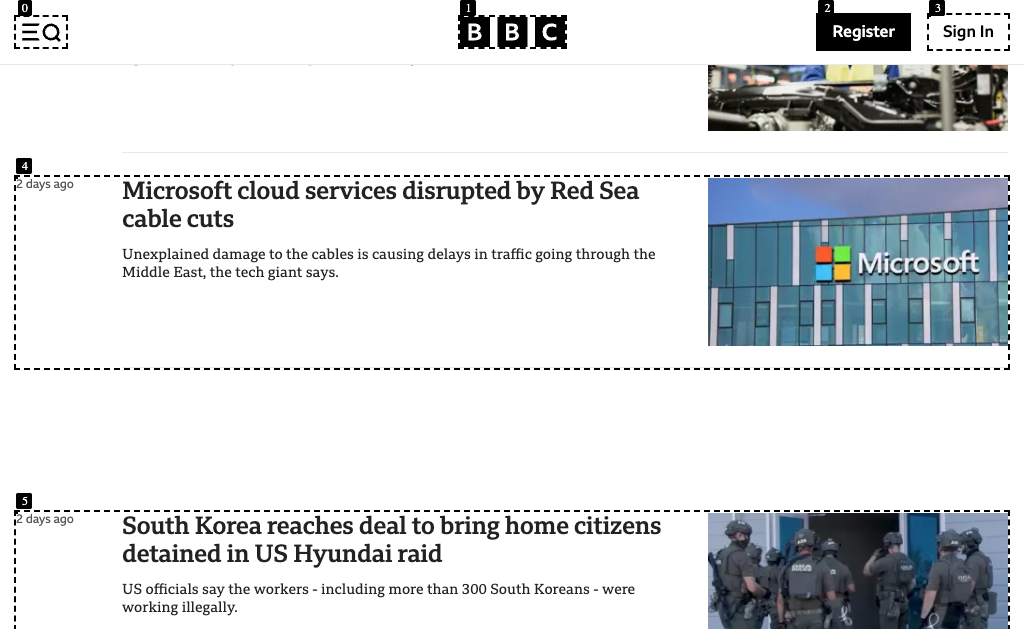 0
1
2
3
BBC
Register
Sign In
4
2 days ago
Microsoft cloud services disrupted by Red Sea
cable cuts
Unexplained damage to the cables is causing delays in traffic going through the
Middle East, the tech giant says.
Microsoft
5
2 days ago
South Korea reaches deal to bring home citizens
detained in US Hyundai raid
US officials say the workers - including more than 300 South Koreans - were
working illegally.